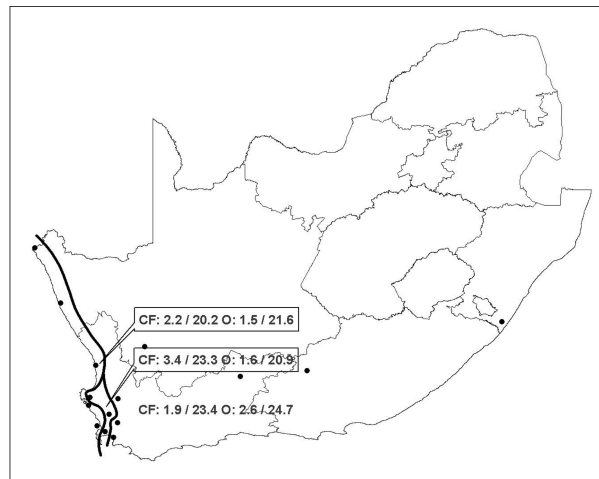 CF: 2.2 / 20.2 O: 1.5 / 21.6
CF: 3.4 / 23.3 O: 1.6 / 20.9
CF: 1.9 / 23.4 O: 2.6 / 24.7